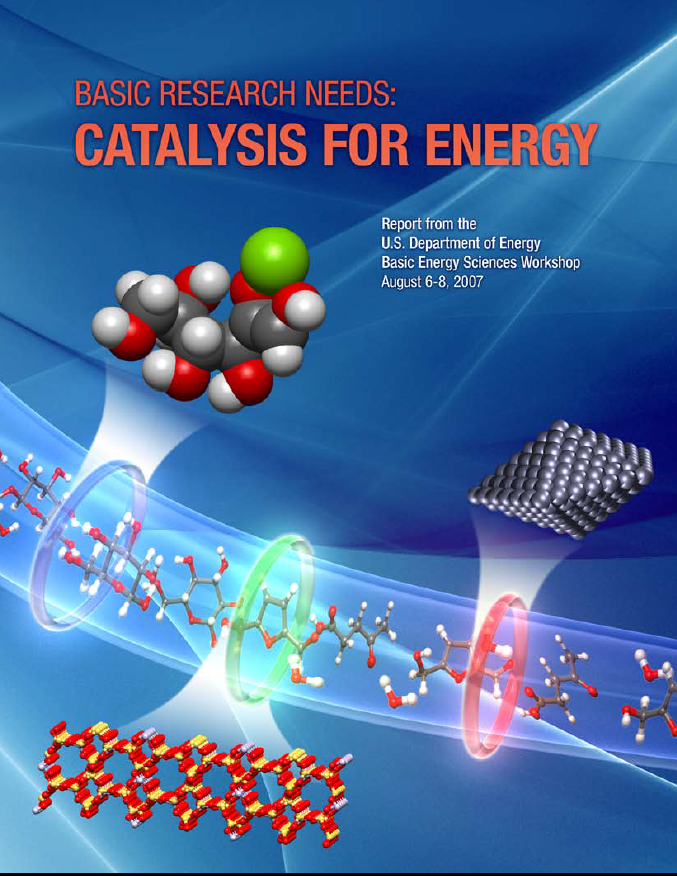 BASIC RESEARCH NEEDS:
CATALYSIS FOR ENERGY
Report from the
U.S. Department of Energy
Basic Energy Sciences Workshop
August 6-8, 2007